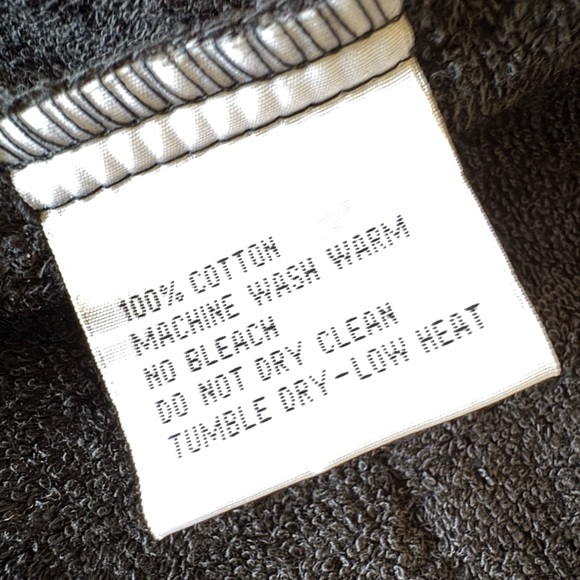 100% COTTON
MACHINE WASH WARM
NO BLEACH
DO NOT DRY CLEAN
TUMBLE DRY-LOW HEAT